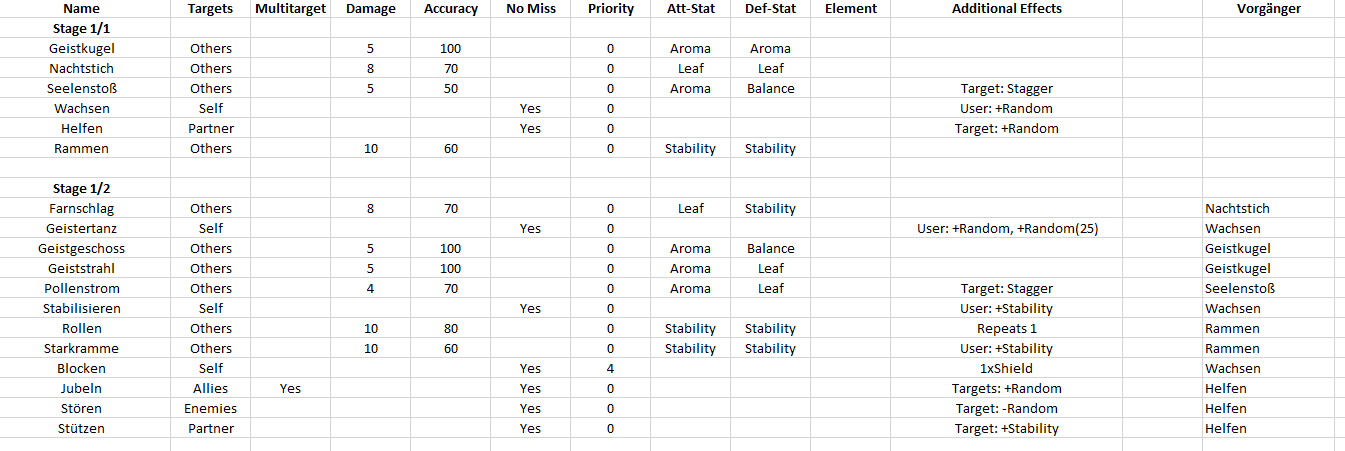 Name Targets Multitarget Damage Accuracy No Miss Priority Att-Stat Def-Stat Element Additional Effects Vorgänger
Stage 1/1
Geistkugel Others 5 100 0 Aroma Aroma
Nachtstich Others 8 70 0 Leaf Leaf
Seelenstoß Others 5 50 0 Aroma Balance Target: Stagger
Wachsen Self Yes 0 User: +Random
Helfen Partner Yes 0 Target: +Random
Rammen Others 10 60 0 Stability Stability
Stage 1/2
Farnschlag Others 8 70 0 Leaf Stability Nachtstich
Geistertanz Self Yes 0 User: +Random, +Random(25) Wachsen
Geistgeschoss Others 5 100 0 Aroma Balance Geistkugel
Geiststrahl Others 5 100 0 Aroma Leaf Geistkugel
Pollenstrom Others 4 70 0 Aroma Leaf Target: Stagger Seelenstoß
Stabilisieren Self Yes 0 User: +Stability Wachsen
Rollen Others 10 80 0 Stability Stability Repeats 1 Rammen
Starkramme Others 10 60 0 Stability Stability User: +Stability Rammen
Blocken Self Yes 4 1xShield Wachsen
Jubeln Allies Yes Yes 0 Targets: +Random Helfen
Stören Enemies Yes 0 Target: -Random Helfen
Stützen Partner Yes 0 Target: +Stability Helfen